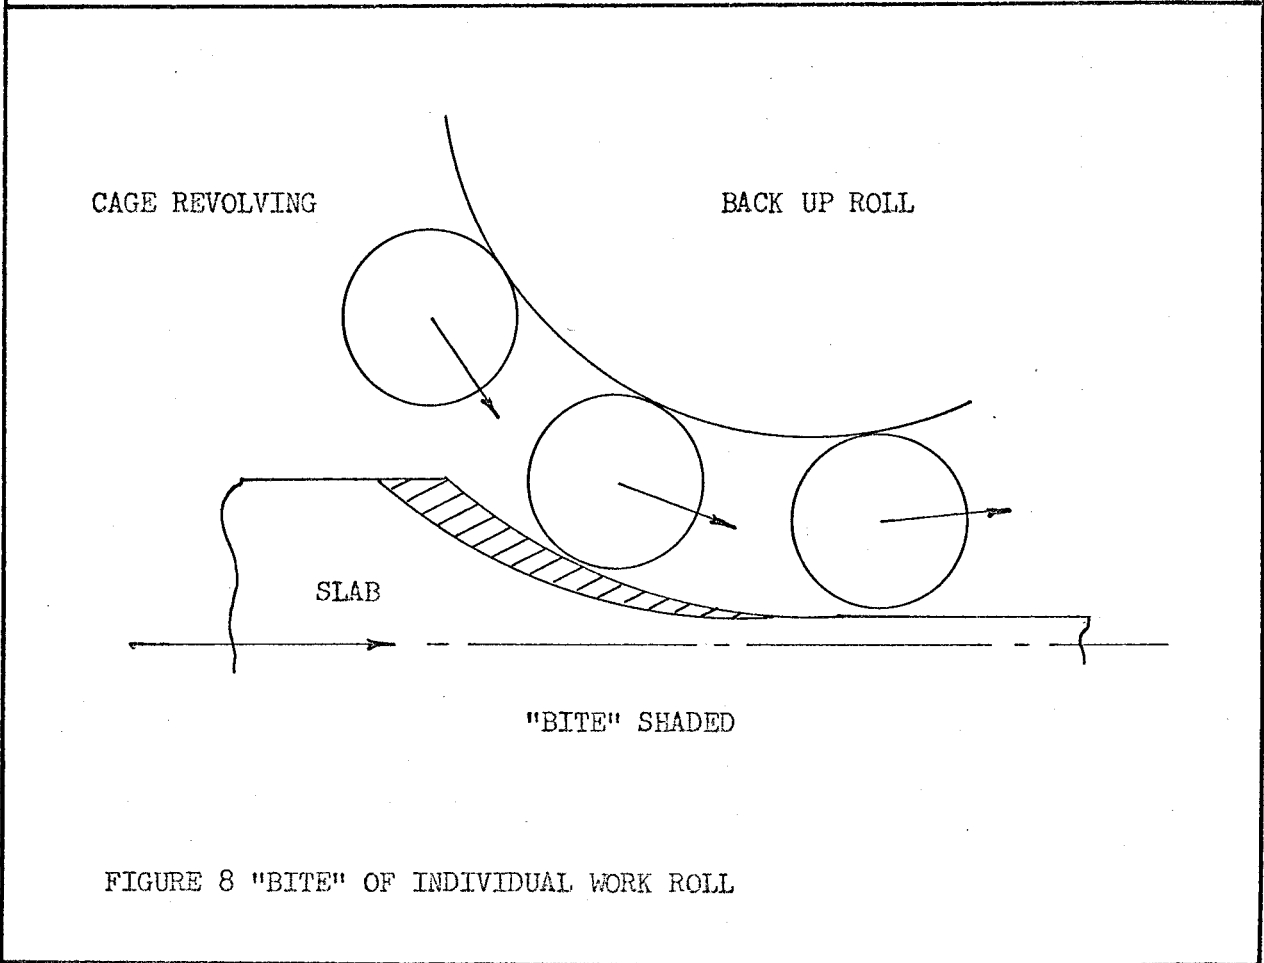 CAGE REVOLVING
BACK UP ROLL
SLAB
"BITE" SHADED
FIGURE 8 "BITE" OF INDIVIDUAL WORK ROLL